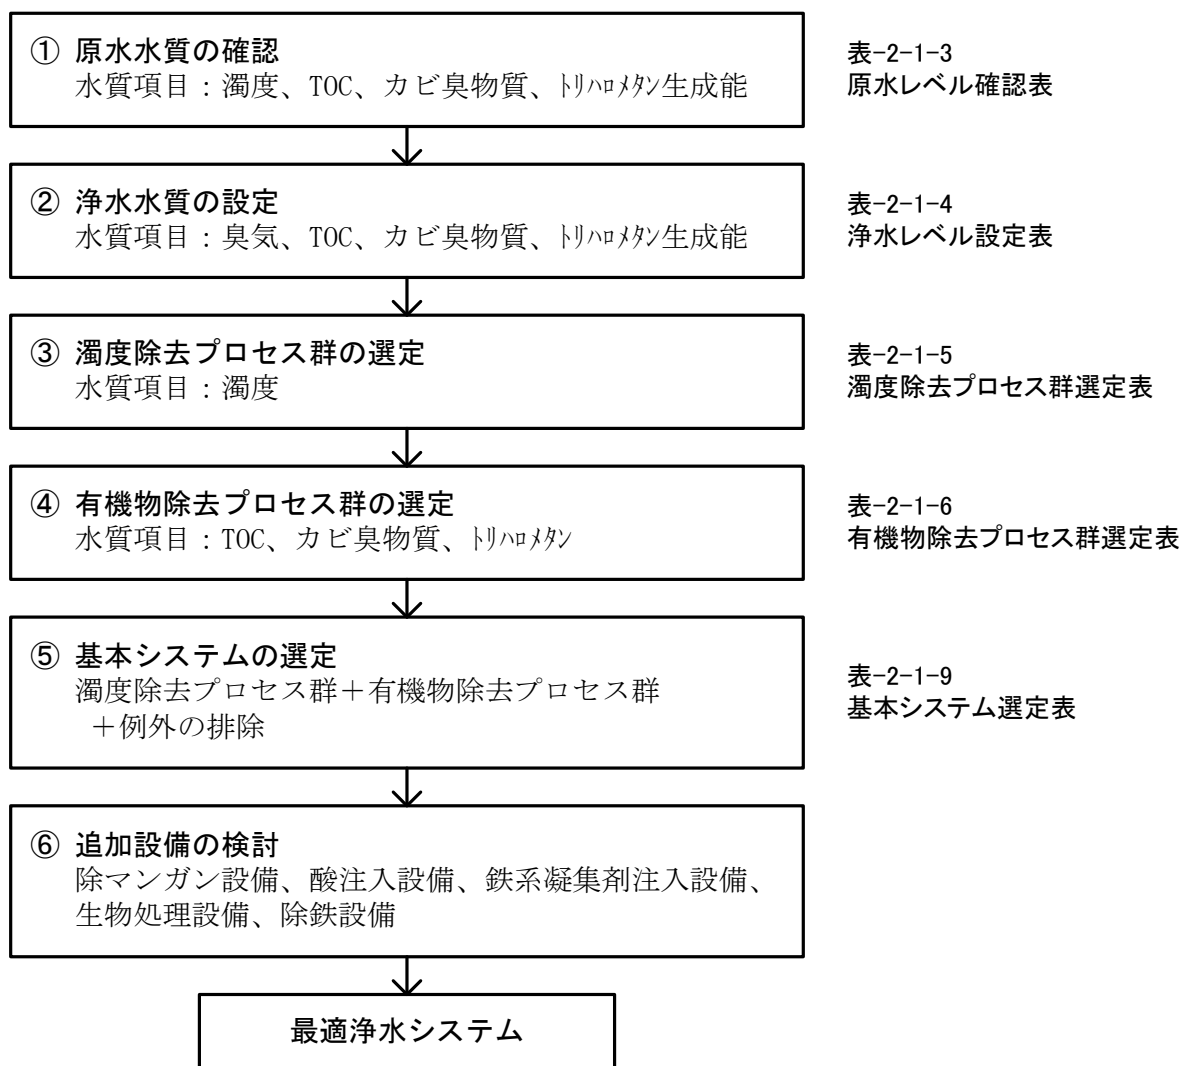 ① 原水水質の確認
水質項目：濁度、TOC、カビ臭物質、ﾄﾘﾊﾛﾒﾀﾝ生成能
表-2-1-3
原水レベル確認表
② 浄水水質の設定
水質項目：臭気、TOC、カビ臭物質、ﾄﾘﾊﾛﾒﾀﾝ生成能
表-2-1-4
浄水レベル設定表
③ 濁度除去プロセス群の選定
水質項目：濁度
表-2-1-5
濁度除去プロセス群選定表
④ 有機物除去プロセス群の選定
水質項目：TOC、カビ臭物質、ﾄﾘﾊﾛﾒﾀﾝ
表-2-1-6
有機物除去プロセス群選定表
⑤ 基本システムの選定
濁度除去プロセス群＋有機物除去プロセス群
＋例外の排除
表-2-1-9
基本システム選定表
⑥ 追加設備の検討
除マンガン設備、酸注入設備、鉄系凝集剤注入設備、
生物処理設備、除鉄設備
最適浄水システム